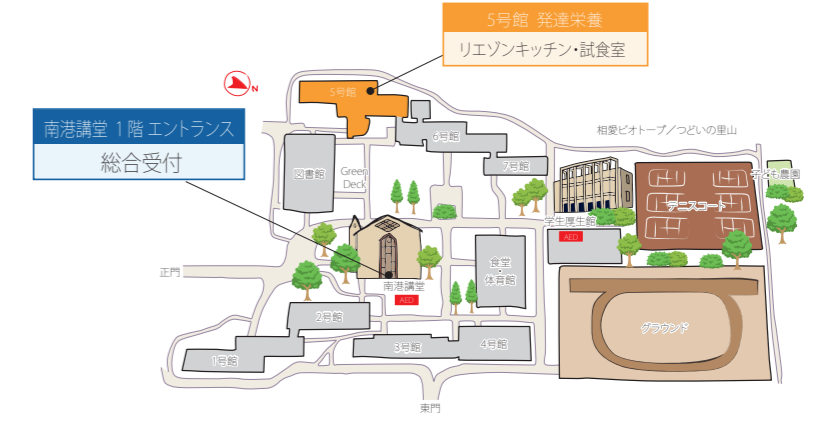 5号館 発達栄養
リエゾンキッチン・試食室
N
5号館
南港講堂 1階 エントランス
総合受付
6号館
相愛ビオトープ／つどいの里山
7号館
図書館
Green
Deck
子ども農園
テニスコート
学生厚生館
AED
正門
食堂
・
体育館
南港講堂
AED
2号館
グラウンド
1号館
3号館
4号館
東門